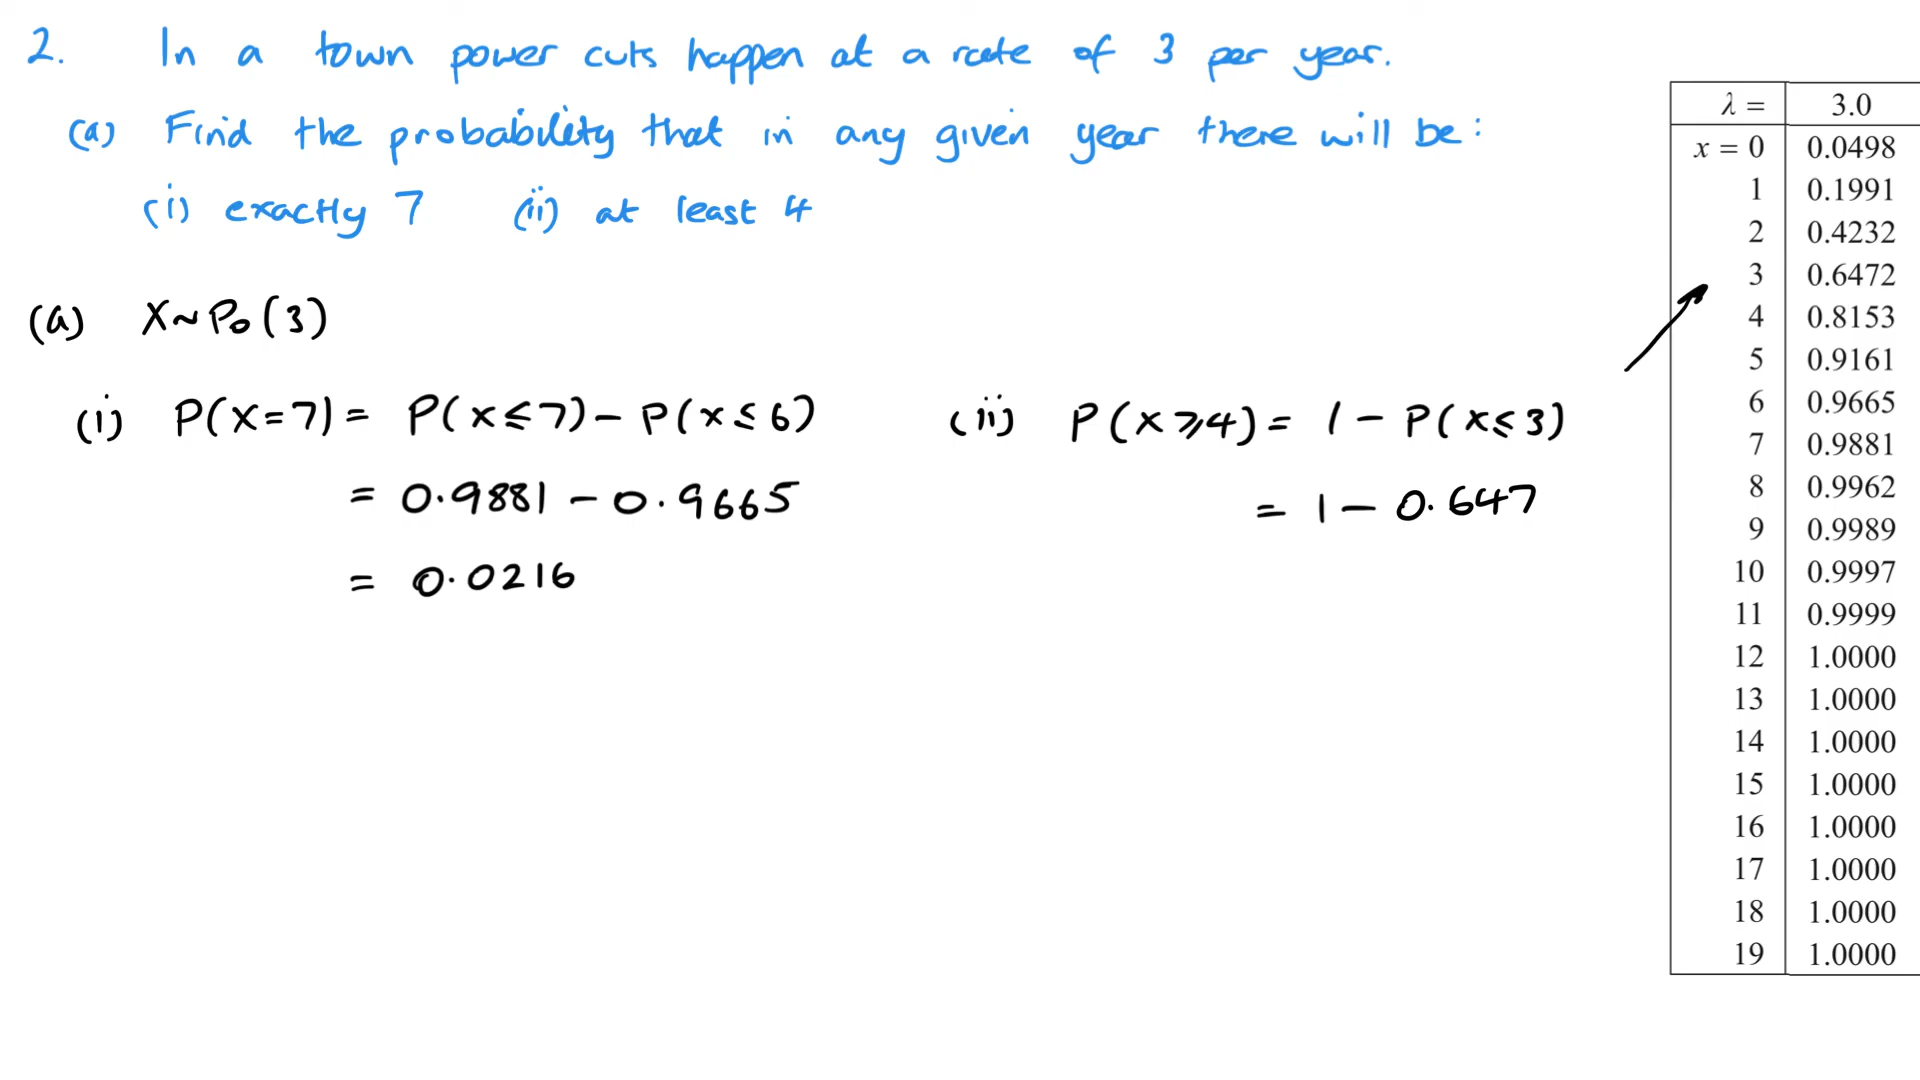 2. In a town power cuts happen at a rate of 3 per year.
(a) Find the probability that in any given year there will be:
(i) exactly 7 (ii) at least 4
(a) X~Po(3)
(i) P(X=7) = P(X≤7) - P(X≤6)
= 0.9881 - 0.9665
= 0.0216
(ii) P(X≥4) = 1 - P(X≤3)
= 1 - 0.647
λ = 3.0
x = 0 0.0498
1 0.1991
2 0.4232
3 0.6472
4 0.8153
5 0.9161
6 0.9665
7 0.9881
8 0.9962
9 0.9989
10 0.9997
11 0.9999
12 1.0000
13 1.0000
14 1.0000
15 1.0000
16 1.0000
17 1.0000
18 1.0000
19 1.0000